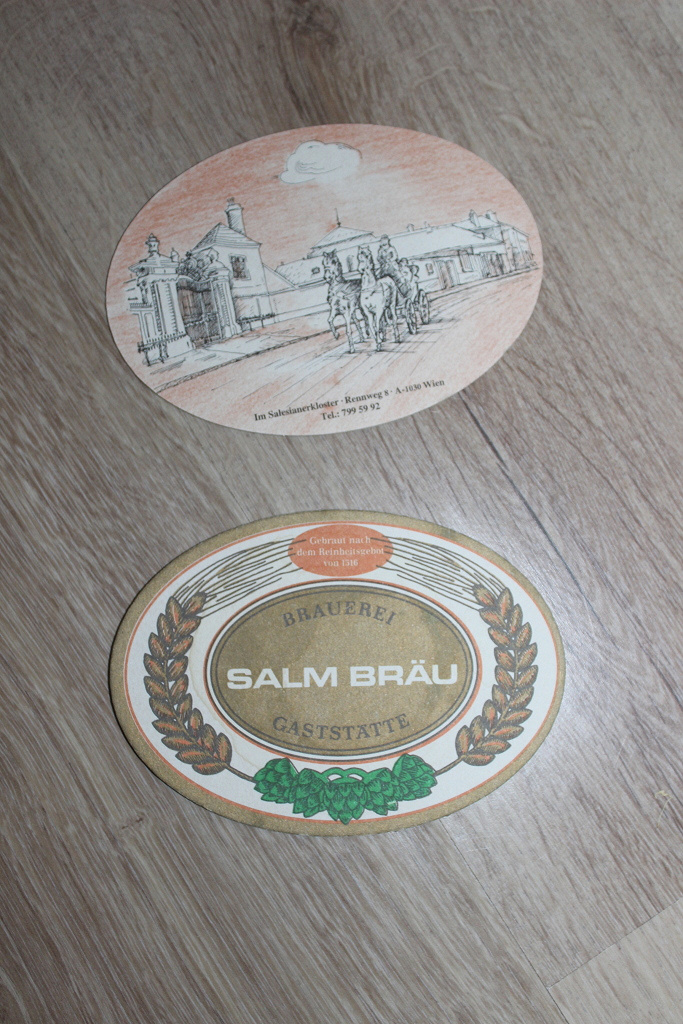 Im Salesianerkloster · Rennweg 8 · A-1030 Wien
Tel.: 799 59 92
Gebraut nach
dem Reinheitsgebot
von 1516
BRAUEREI
SALM BRÄU
GASTSTÄTTE